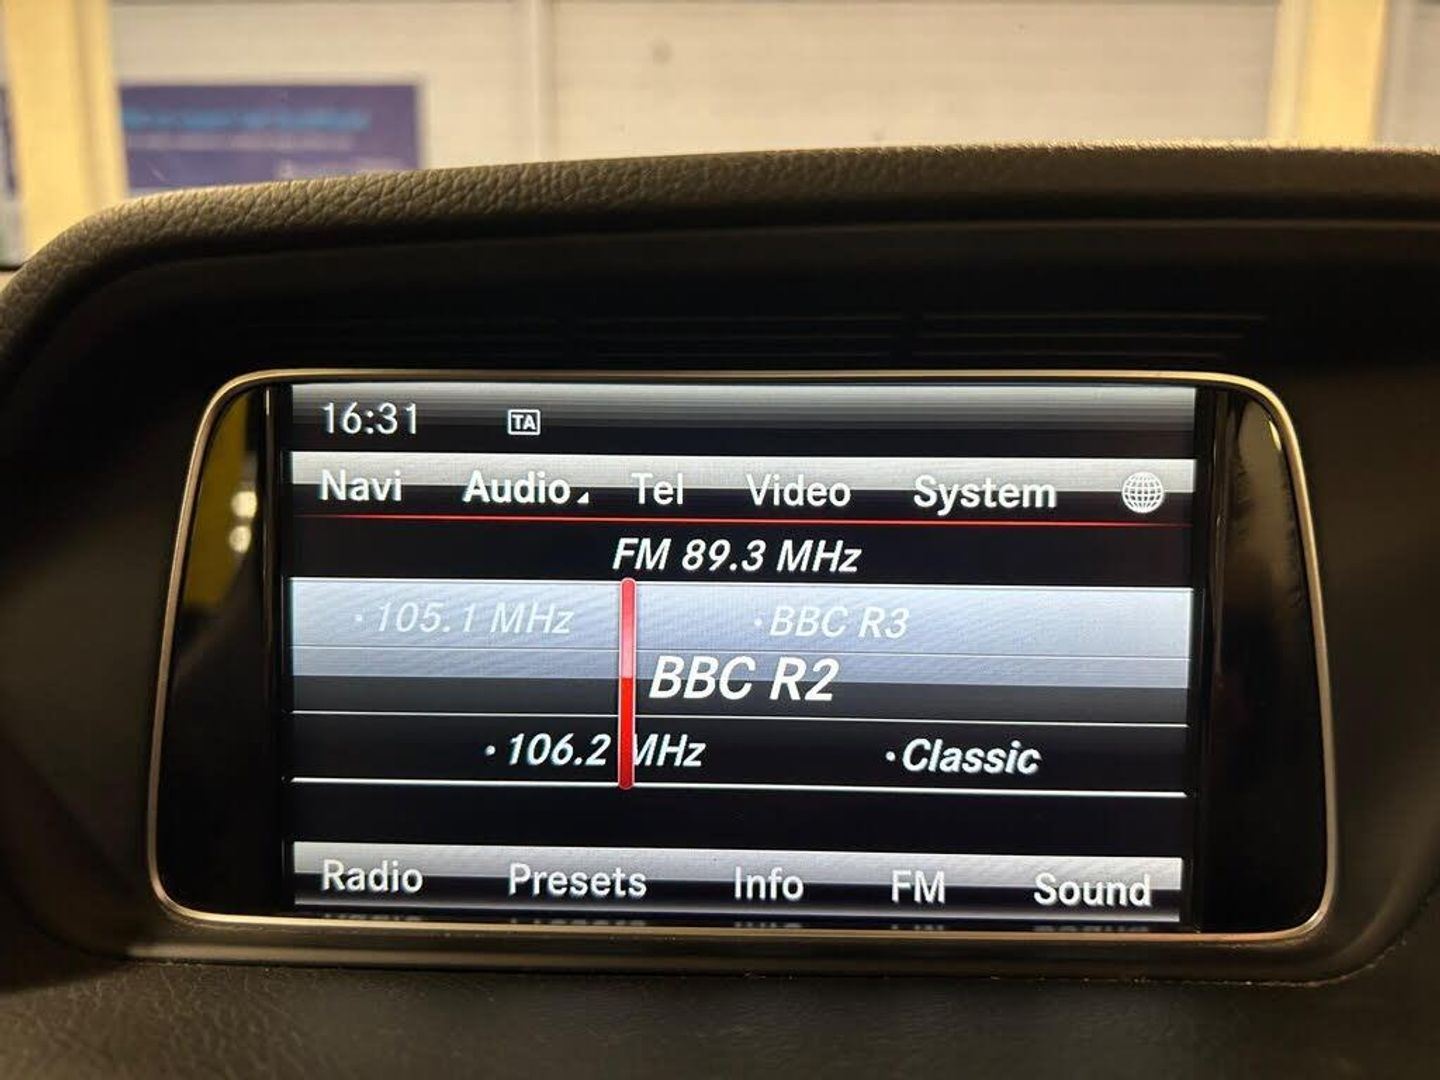 16:31 TA
Navi Audio Tel Video System
FM 89.3 MHz
·105.1 MHz ·BBC R3
BBC R2
·106.2 MHz ·Classic
Radio Presets Info FM Sound